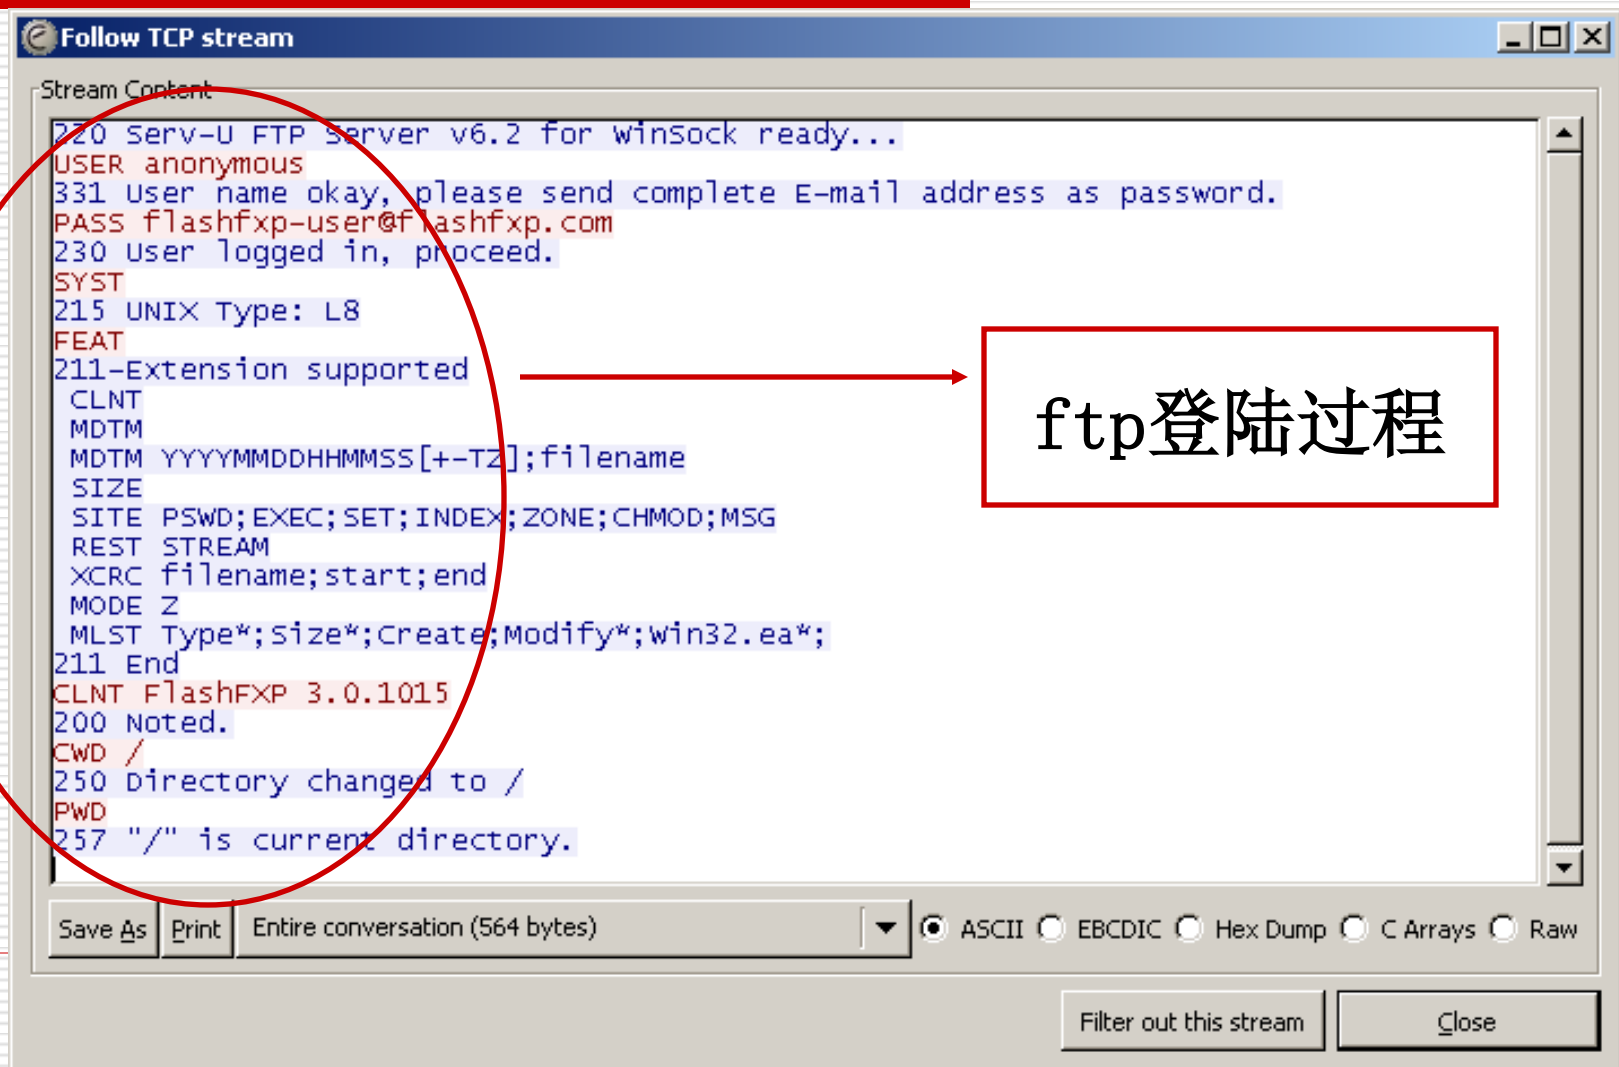 Follow TCP stream
Stream Content
220 Serv-U FTP Server v6.2 for WinSock ready...
USER anonymous
331 User name okay, please send complete E-mail address as password.
PASS flashfxp-user@flashfxp.com
230 User logged in, proceed.
SYST
215 UNIX Type: L8
FEAT
211-Extension supported
CLNT
MDTM
MDTM YYYYMMDDHHMMSS[+-TZ];filename
SIZE
SITE PSWD;EXEC;SET;INDEX;ZONE;CHMOD;MSG
REST STREAM
XCRC filename;start;end
MODE Z
MLST Type*;Size*;Create;Modify*;Win32.ea*;
211 End
CLNT FlashFXP 3.0.1015
200 Noted.
CWD /
250 Directory changed to /
PWD
257 "/" is current directory.
ftp登陆过程
Save As Print Entire conversation (564 bytes) ASCII EBCDIC Hex Dump C Arrays Raw
Filter out this stream Close